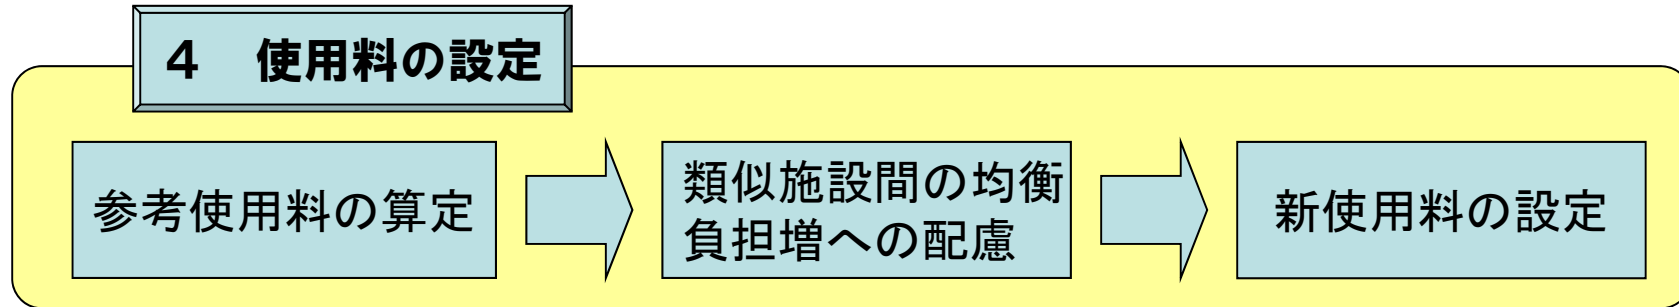 ４　使用料の設定
参考使用料の算定
類似施設間の均衡
負担増への配慮
新使用料の設定